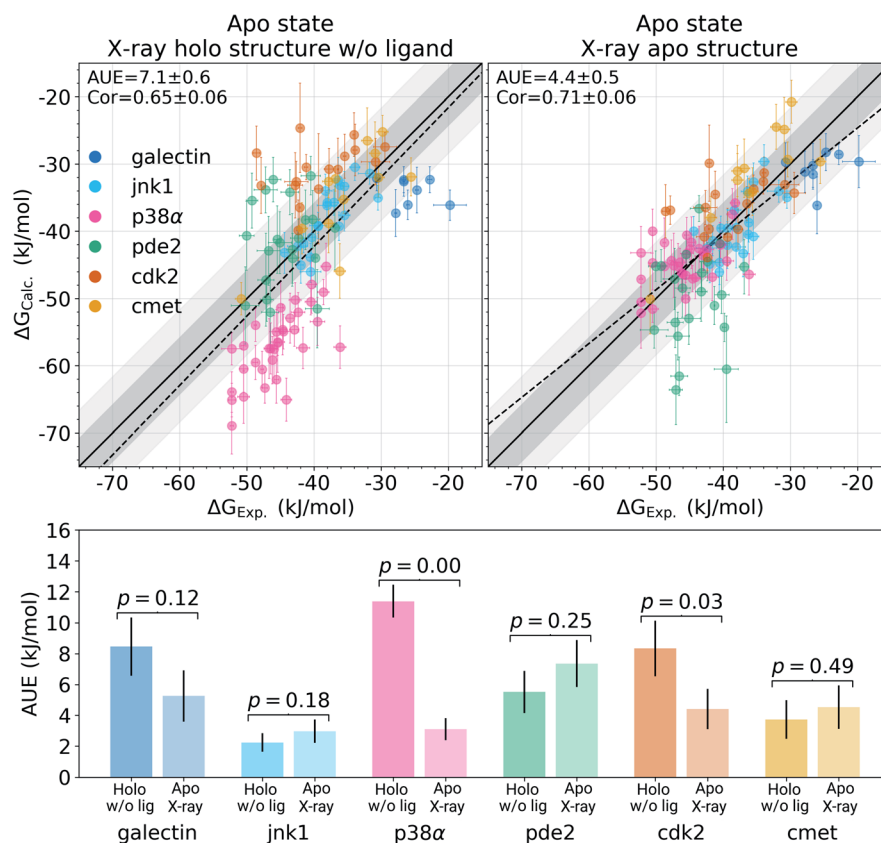 Apo state
X-ray holo structure w/o ligand
Apo state
X-ray apo structure
AUE=7.1±0.6
Cor=0.65±0.06
AUE=4.4±0.5
Cor=0.71±0.06
galectin
jnk1
p38α
pde2
cdk2
cmet
ΔG_Calc. (kJ/mol)
-20
-30
-40
-50
-60
-70
-70 -60 -50 -40 -30 -20
-70 -60 -50 -40 -30 -20
ΔG_Exp. (kJ/mol)
ΔG_Exp. (kJ/mol)
AUE (kJ/mol)
16
14
12
10
8
6
4
2
0
p = 0.12
p = 0.18
p = 0.00
p = 0.25
p = 0.03
p = 0.49
Holo Apo Holo Apo Holo Apo Holo Apo Holo Apo Holo Apo
w/o lig X-ray w/o lig X-ray w/o lig X-ray w/o lig X-ray w/o lig X-ray w/o lig X-ray
galectin jnk1 p38α pde2 cdk2 cmet